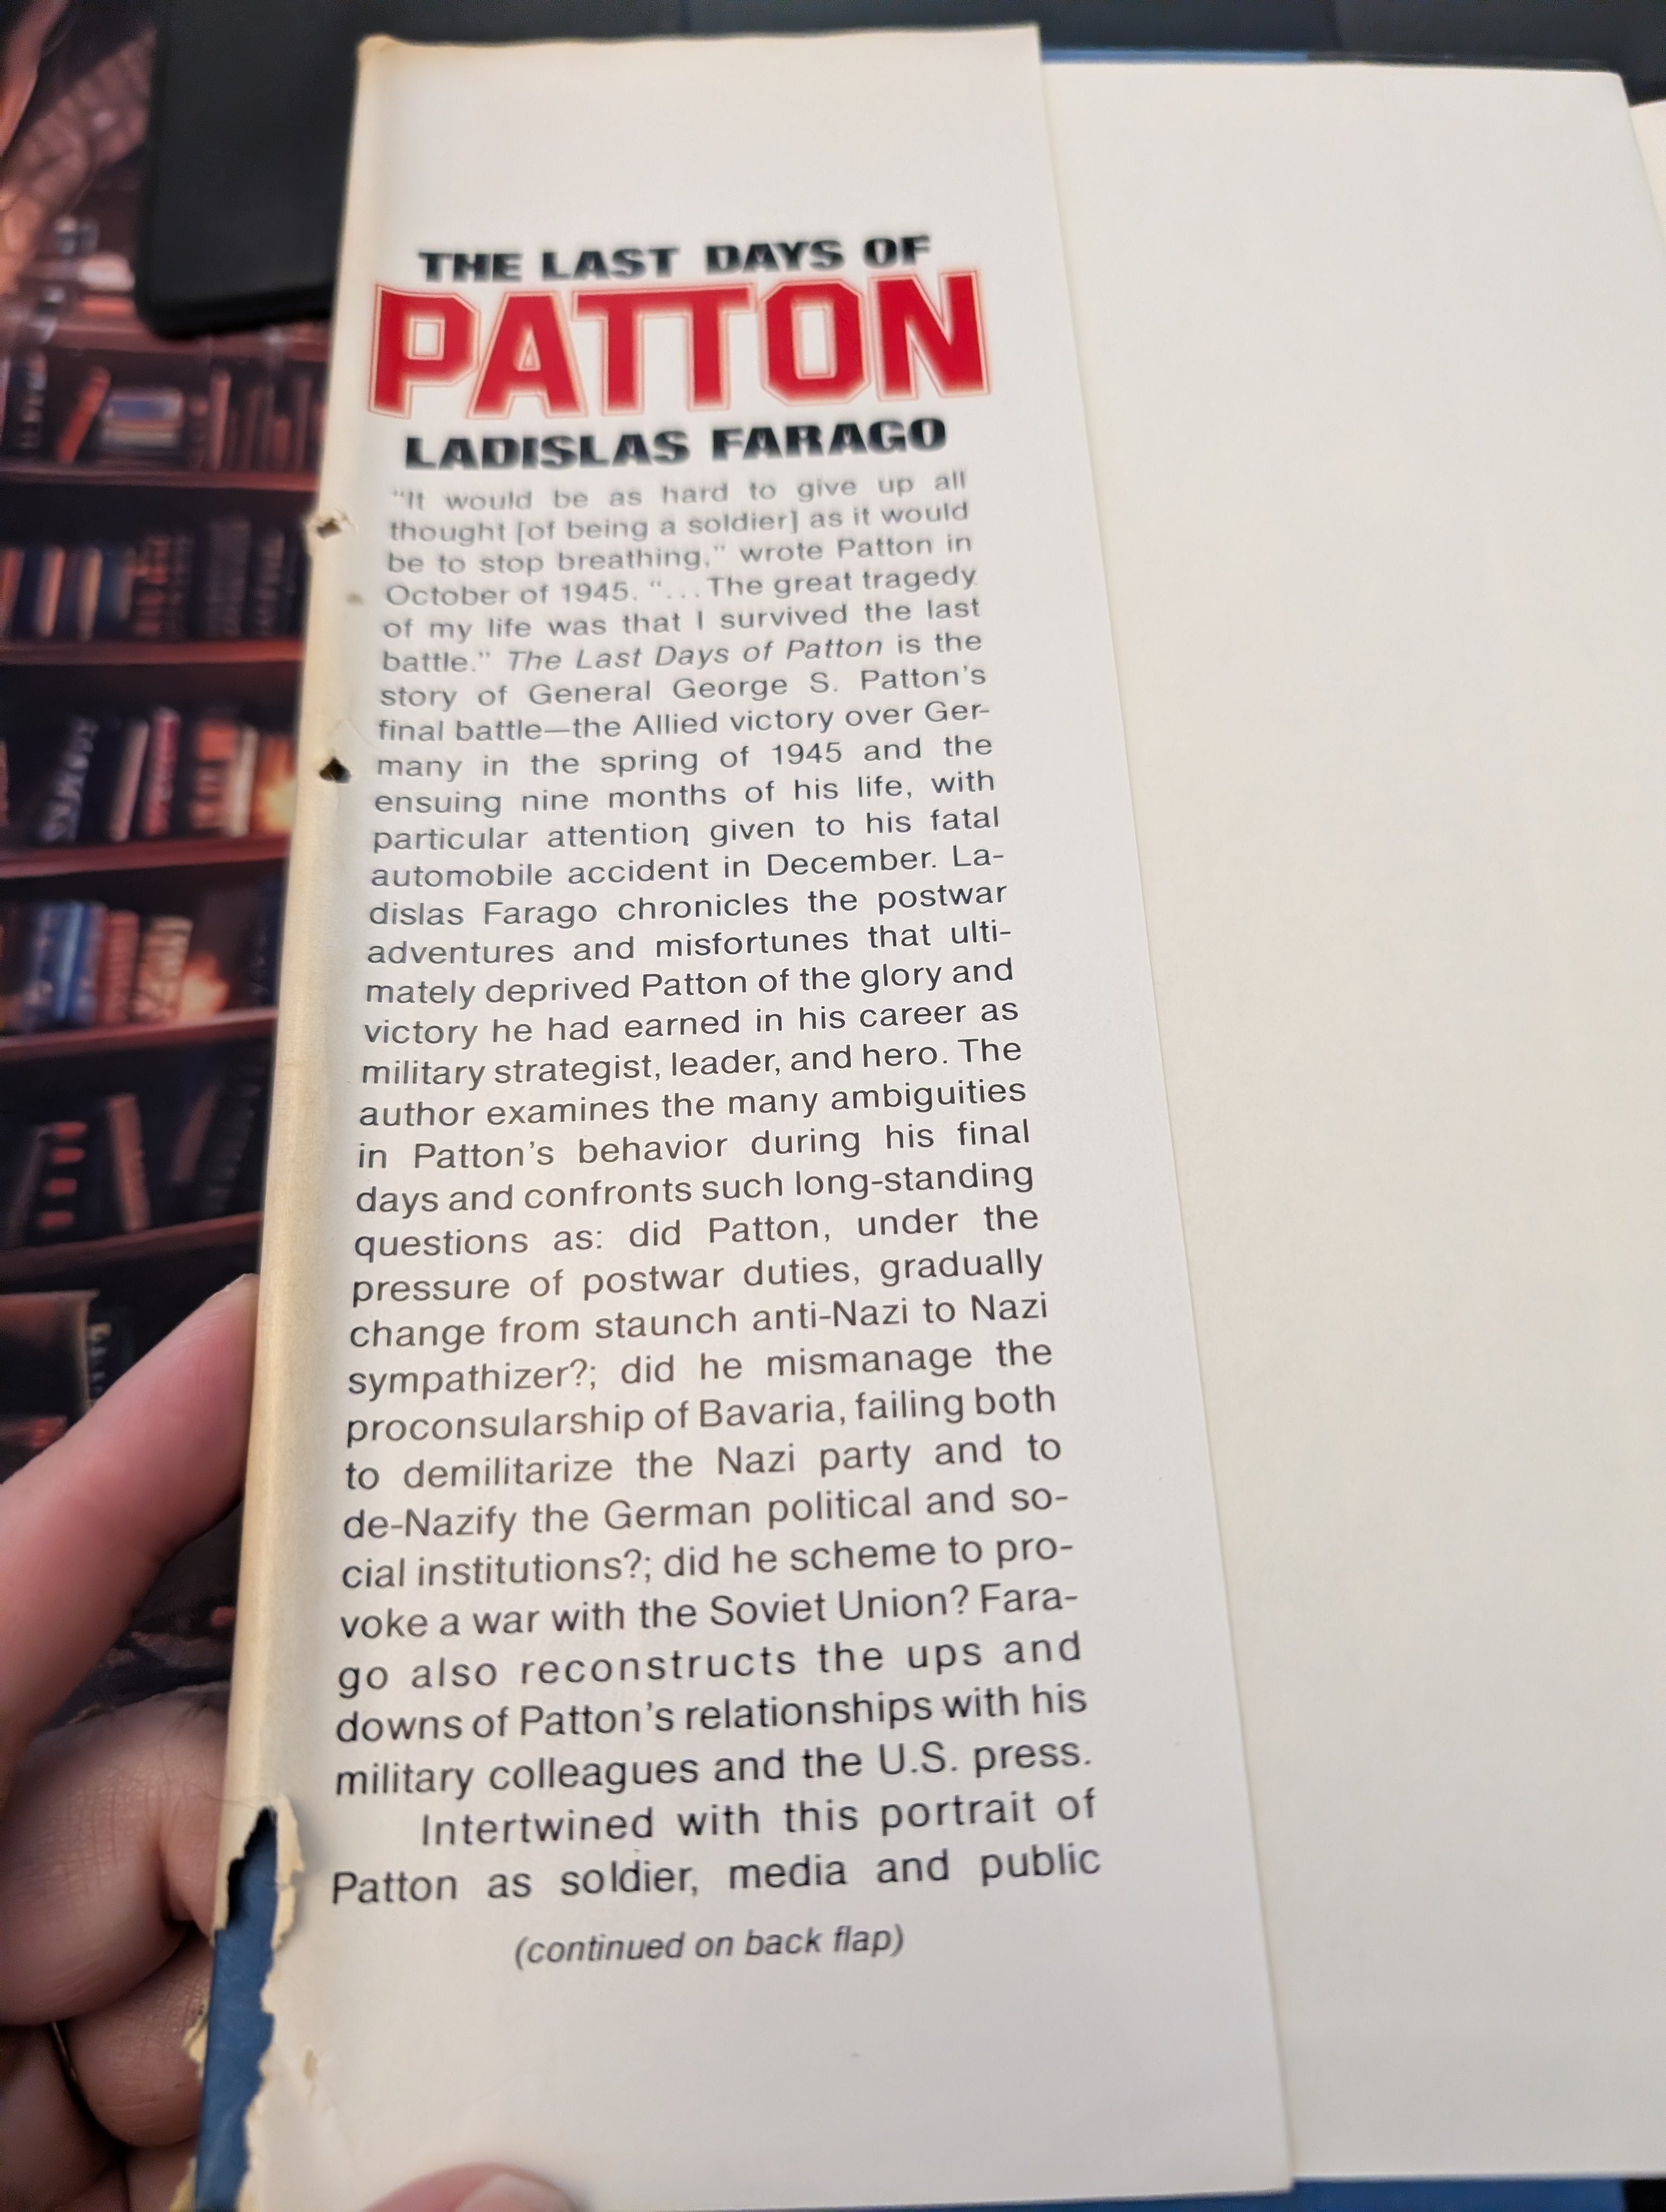 THE LAST DAYS OF
PATTON
LADISLAS FARAGO
"It would be as hard to give up all
thought [of being a soldier] as it would
be to stop breathing," wrote Patton in
October of 1945. "...The great tragedy
of my life was that I survived the last
battle." The Last Days of Patton is the
story of General George S. Patton's
final battle—the Allied victory over Ger-
many in the spring of 1945 and the
ensuing nine months of his life, with
particular attention given to his fatal
automobile accident in December. La-
dislas Farago chronicles the postwar
adventures and misfortunes that ulti-
mately deprived Patton of the glory and
victory he had earned in his career as
military strategist, leader, and hero. The
author examines the many ambiguities
in Patton's behavior during his final
days and confronts such long-standing
questions as: did Patton, under the
pressure of postwar duties, gradually
change from staunch anti-Nazi to Nazi
sympathizer?; did he mismanage the
proconsularship of Bavaria, failing both
to demilitarize the Nazi party and to
de-Nazify the German political and so-
cial institutions?; did he scheme to pro-
voke a war with the Soviet Union? Fara-
go also reconstructs the ups and
downs of Patton's relationships with his
military colleagues and the U.S. press.
Intertwined with this portrait of
Patton as soldier, media and public
(continued on back flap)